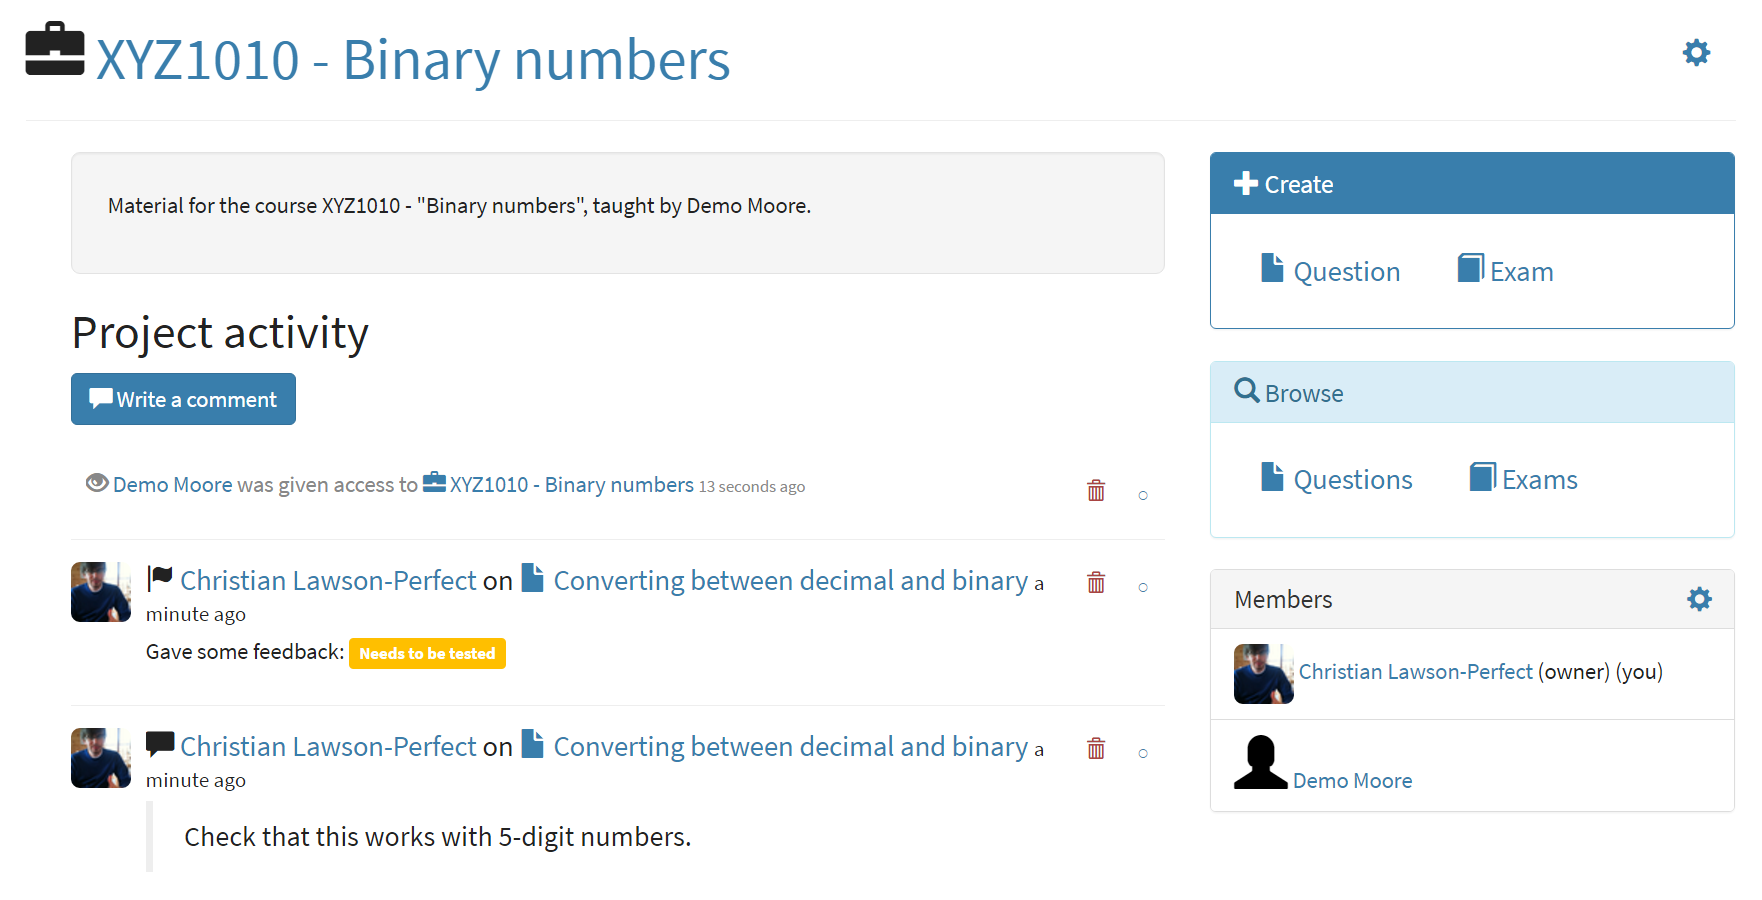 XYZ1010 - Binary numbers
Material for the course XYZ1010 - "Binary numbers", taught by Demo Moore.
Project activity
Write a comment
Demo Moore was given access to XYZ1010 - Binary numbers 13 seconds ago
Christian Lawson-Perfect on Converting between decimal and binary a
minute ago
Gave some feedback: Needs to be tested
Christian Lawson-Perfect on Converting between decimal and binary a
minute ago
Check that this works with 5-digit numbers.
Create
Question Exam
Browse
Questions Exams
Members
Christian Lawson-Perfect (owner) (you)
Demo Moore